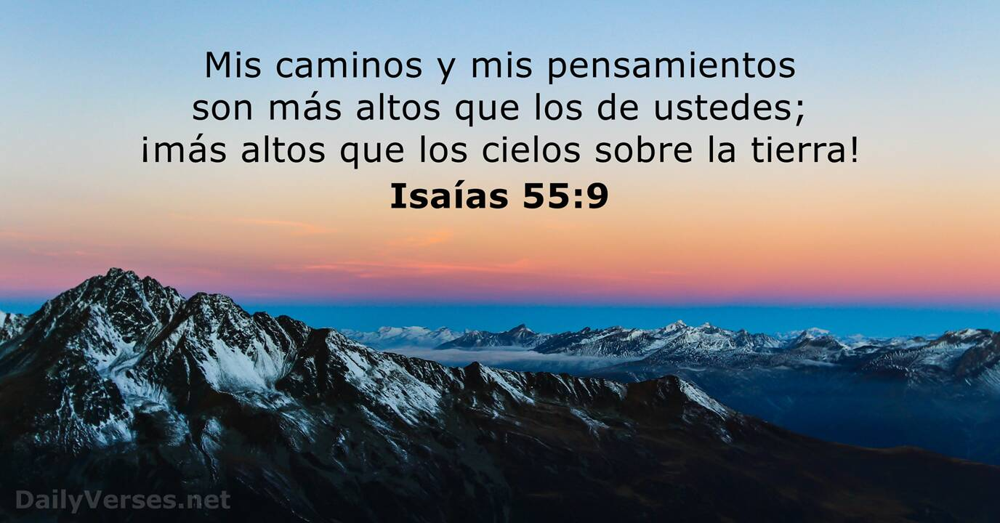 Mis caminos y mis pensamientos
son más altos que los de ustedes;
¡más altos que los cielos sobre la tierra!
Isaías 55:9
DailyVerses.net